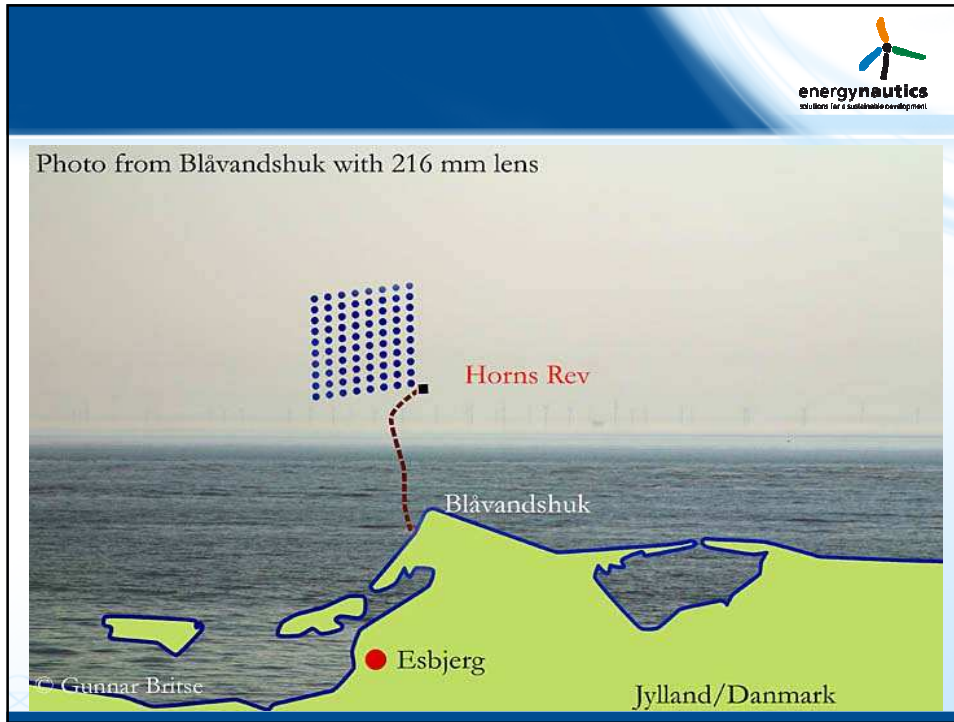 energynautics
solutions for a sustainable development
Photo from Blåvandshuk with 216 mm lens
Horns Rev
Blåvandshuk
Esbjerg
© Gunnar Britse
Jylland/Danmark